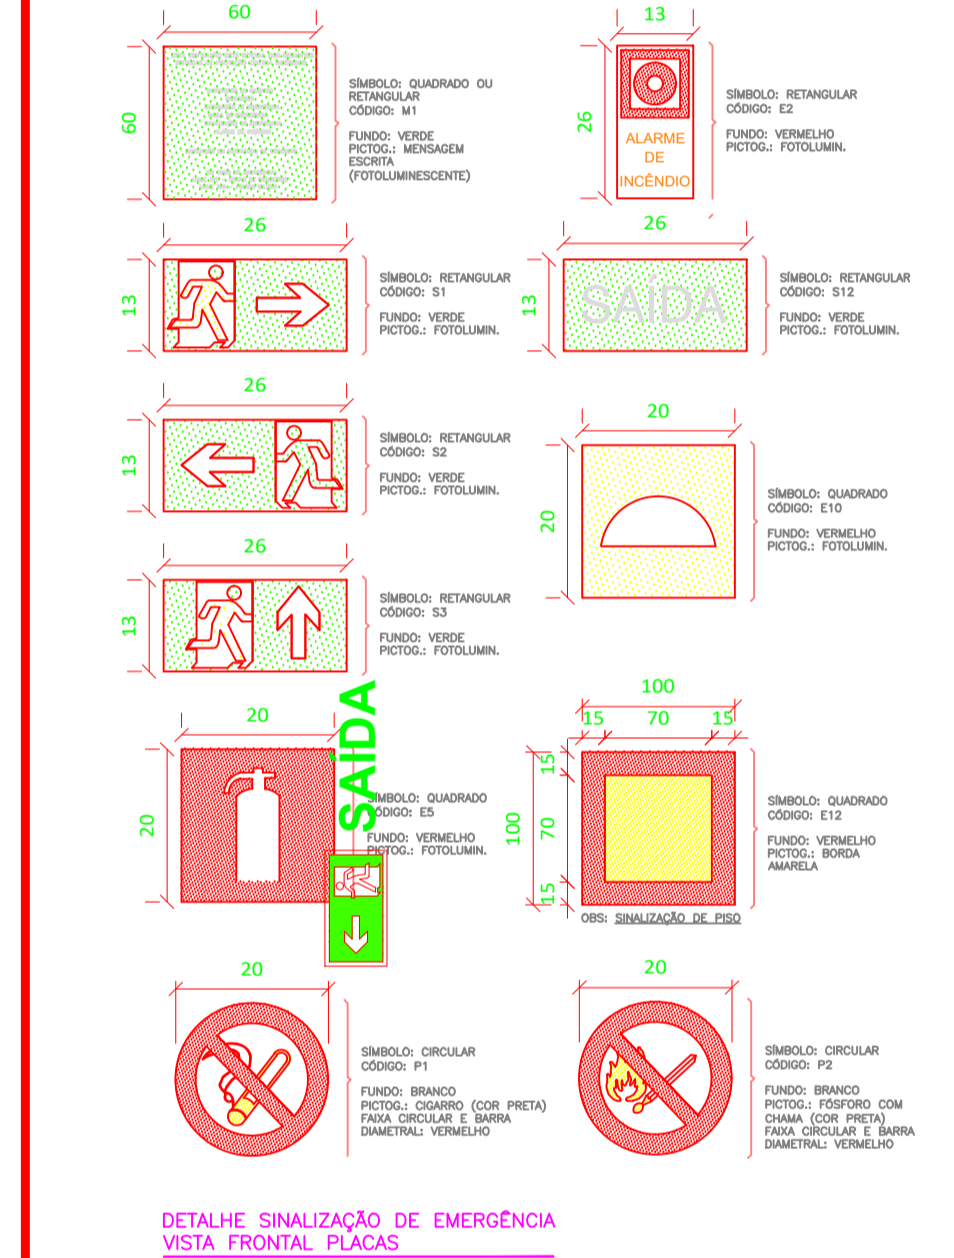 60
60
SÍMBOLO: QUADRADO OU
RETANGULAR
CÓDIGO: M1
FUNDO: VERDE
PICTOG.: MENSAGEM
ESCRITA
(FOTOLUMINESCENTE)
13
26
ALARME
DE
INCÊNDIO
SÍMBOLO: RETANGULAR
CÓDIGO: E2
FUNDO: VERMELHO
PICTOG.: FOTOLUMIN.
26
13
SÍMBOLO: RETANGULAR
CÓDIGO: S1
FUNDO: VERDE
PICTOG.: FOTOLUMIN.
26
13
SAÍDA
SÍMBOLO: RETANGULAR
CÓDIGO: S12
FUNDO: VERDE
PICTOG.: FOTOLUMIN.
26
13
SÍMBOLO: RETANGULAR
CÓDIGO: S2
FUNDO: VERDE
PICTOG.: FOTOLUMIN.
20
20
SÍMBOLO: QUADRADO
CÓDIGO: E10
FUNDO: VERMELHO
PICTOG.: FOTOLUMIN.
26
13
SÍMBOLO: RETANGULAR
CÓDIGO: S3
FUNDO: VERDE
PICTOG.: FOTOLUMIN.
20
20
SAÍDA
SÍMBOLO: QUADRADO
CÓDIGO: E5
FUNDO: VERMELHO
PICTOG.: FOTOLUMIN.
100
15 70 15
100
15
70
15
SÍMBOLO: QUADRADO
CÓDIGO: E12
FUNDO: VERMELHO
PICTOG.: BORDA
AMARELA
OBS: SINALIZAÇÃO DE PISO
20
SÍMBOLO: CIRCULAR
CÓDIGO: P1
FUNDO: BRANCO
PICTOG.: CIGARRO (COR PRETA)
FAIXA CIRCULAR E BARRA
DIAMETRAL: VERMELHO
20
SÍMBOLO: CIRCULAR
CÓDIGO: P2
FUNDO: BRANCO
PICTOG.: FÓSFORO COM
CHAMA (COR PRETA)
FAIXA CIRCULAR E BARRA
DIAMETRAL: VERMELHO
DETALHE SINALIZAÇÃO DE EMERGÊNCIA
VISTA FRONTAL PLACAS